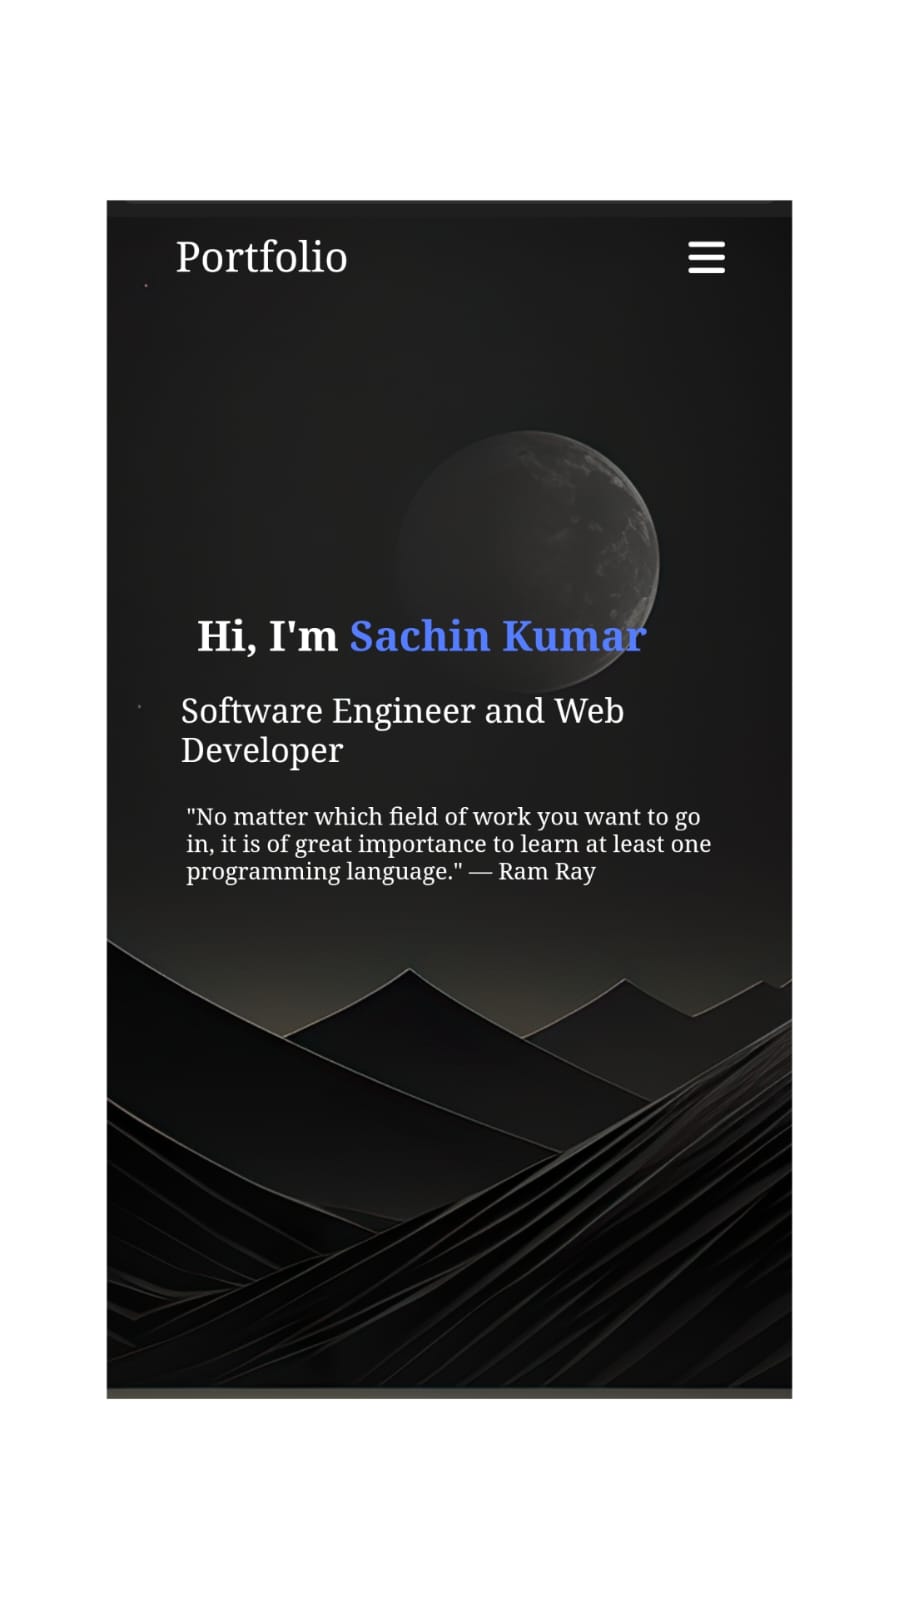 Portfolio
Hi, I'm Sachin Kumar
Software Engineer and Web
Developer
"No matter which field of work you want to go
in, it is of great importance to learn at least one
programming language." — Ram Ray